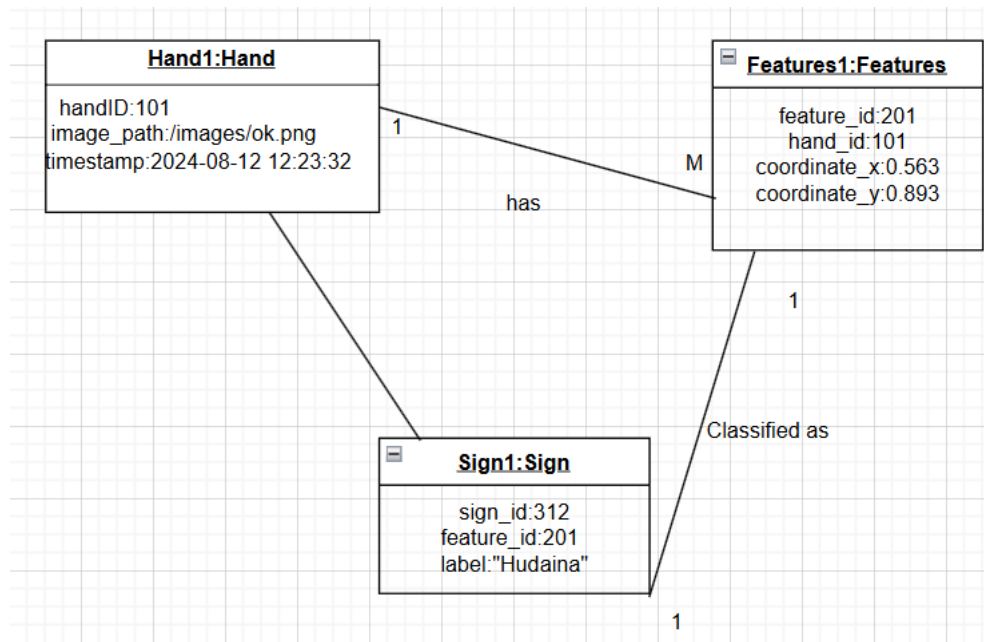 Hand1:Hand
handID:101
image_path:/images/ok.png
timestamp:2024-08-12 12:23:32
Features1:Features
feature_id:201
hand_id:101
coordinate_x:0.563
coordinate_y:0.893
1
M
has
1
Classified as
Sign1:Sign
sign_id:312
feature_id:201
label:"Hudaina"
1